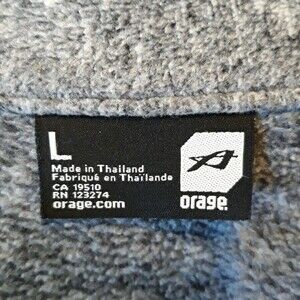 L
Made in Thailand
Fabriqué en Thaïlande
CA 19510
RN 123274
orage.com
orage.